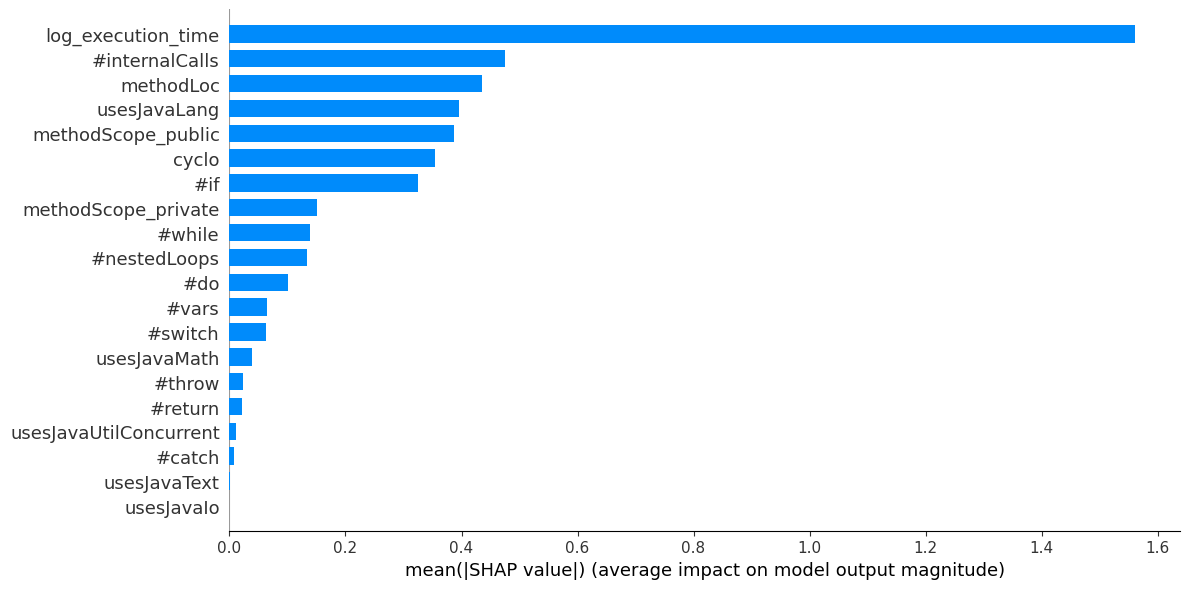 log_execution_time
#internalCalls
methodLoc
usesJavaLang
methodScope_public
cyclo
#if
methodScope_private
#while
#nestedLoops
#do
#vars
#switch
usesJavaMath
#throw
#return
usesJavaUtilConcurrent
#catch
usesJavaText
usesJavaIo
0.0 0.2 0.4 0.6 0.8 1.0 1.2 1.4 1.6
mean(|SHAP value|) (average impact on model output magnitude)